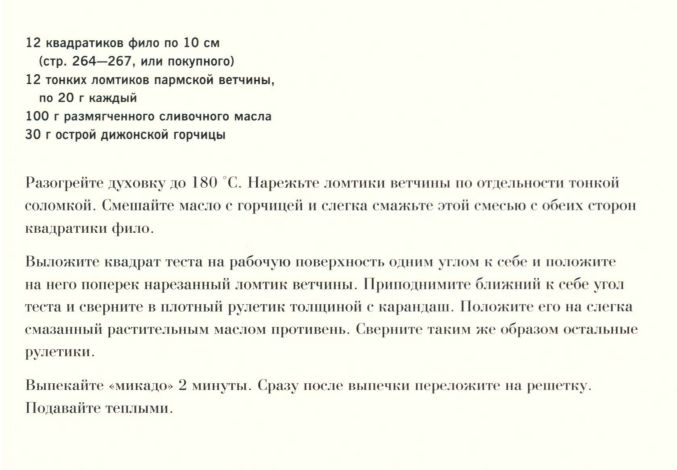 12 квадратиков фило по 10 см
(стр. 264—267, или покупного)
12 тонких ломтиков пармской ветчины,
по 20 г каждый
100 г размягченного сливочного масла
30 г острой дижонской горчицы
Разогрейте духовку до 180 °C. Нарежьте ломтики ветчины по отдельности тонкой
соломкой. Смешайте масло с горчицей и слегка смажьте этой смесью с обеих сторон
квадратики фило.
Выложите квадрат теста на рабочую поверхность одним углом к себе и положите
на него поперек нарезанный ломтик ветчины. Приподнимите ближний к себе угол
теста и сверните в плотный рулетик толщиной с карандаш. Положите его на слегка
смазанный растительным маслом противень. Сверните таким же образом остальные
рулетики.
Выпекайте «микадо» 2 минуты. Сразу после выпечки переложите на решетку.
Подавайте теплыми.